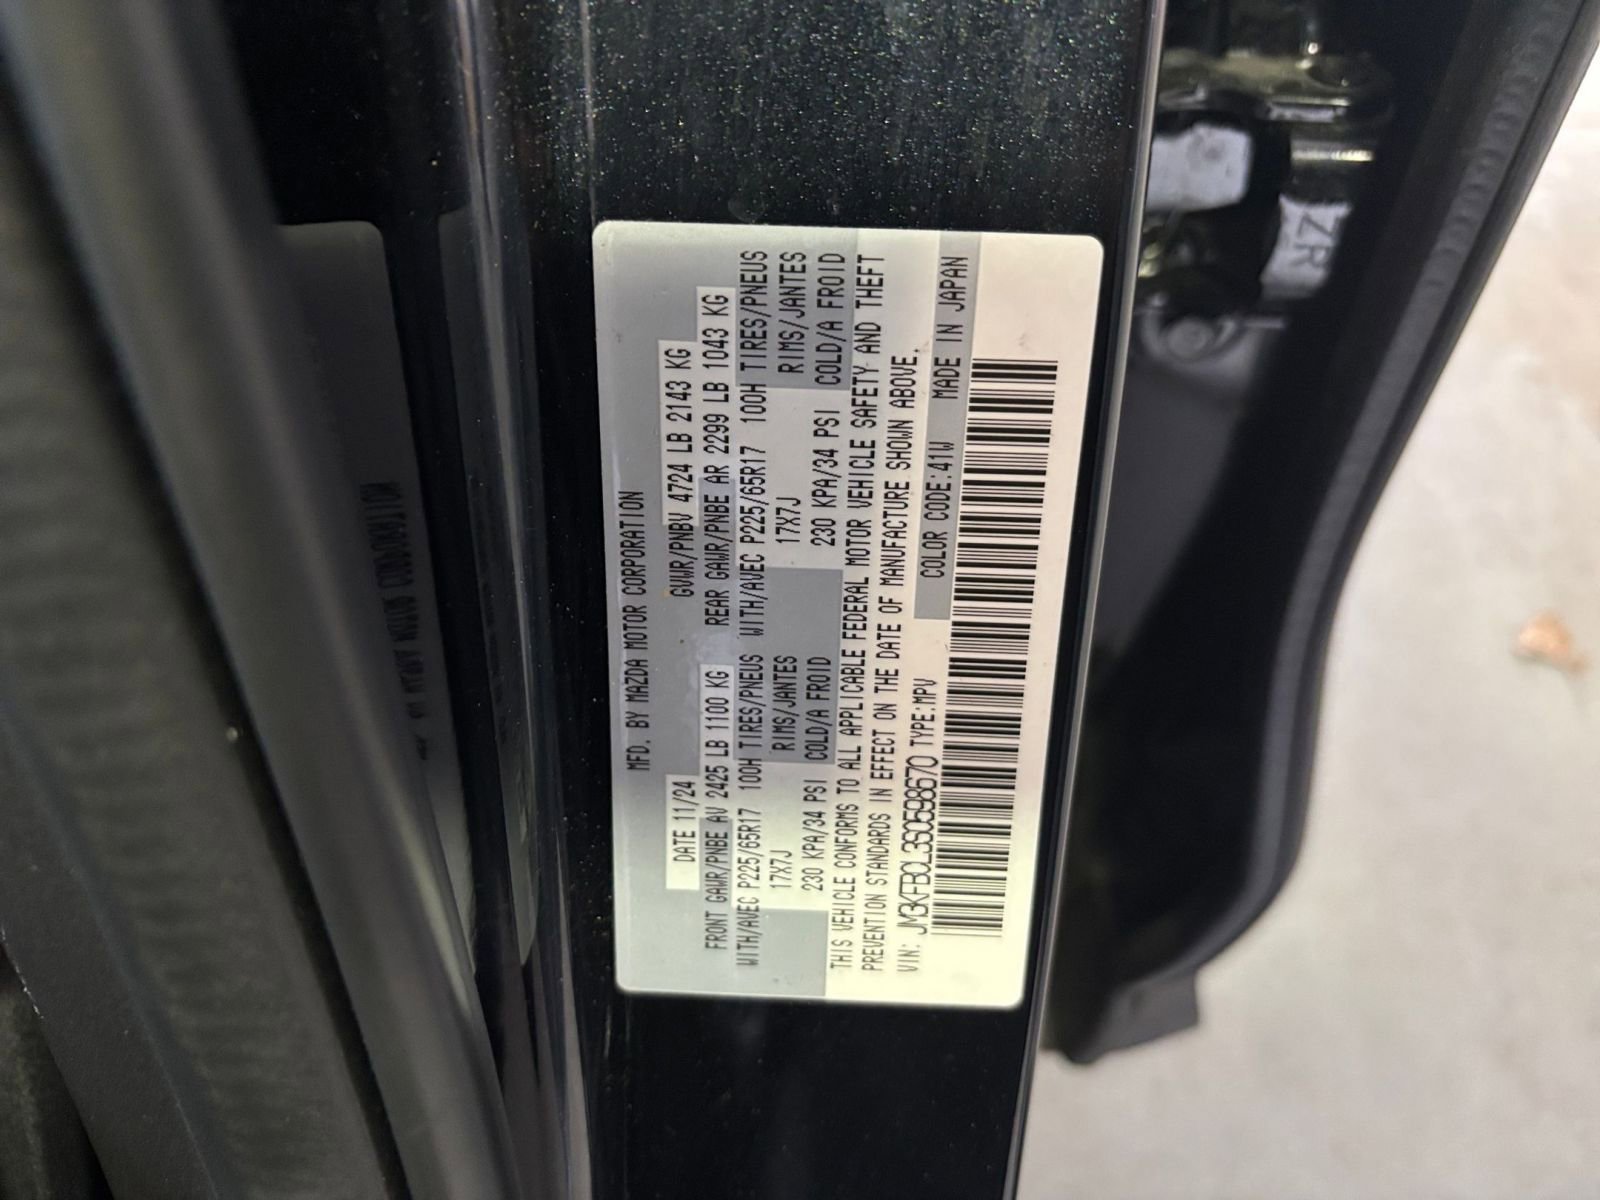 MFD. BY MAZDA MOTOR CORPORATION
DATE 11/24 GVWR/PNBV 4724 LB 2143 KG
FRONT GAWR/PNBE AV 2425 LB 1100 KG REAR GAWR/PNBE AR 2299 LB 1043 KG
WITH/AVEC P225/65R17 100H TIRES/PNEUS WITH/AVEC P225/65R17 100H TIRES/PNEUS
17X7J RIMS/JANTES 17X7J RIMS/JANTES
230 KPA/34 PSI COLD/A FROID 230 KPA/34 PSI COLD/A FROID
THIS VEHICLE CONFORMS TO ALL APPLICABLE FEDERAL MOTOR VEHICLE SAFETY AND THEFT
PREVENTION STANDARDS IN EFFECT ON THE DATE OF MANUFACTURE SHOWN ABOVE.
VIN: JM3KFBCL3S0598670 TYPE:MPV COLOR CODE:41W MADE IN JAPAN
ZR